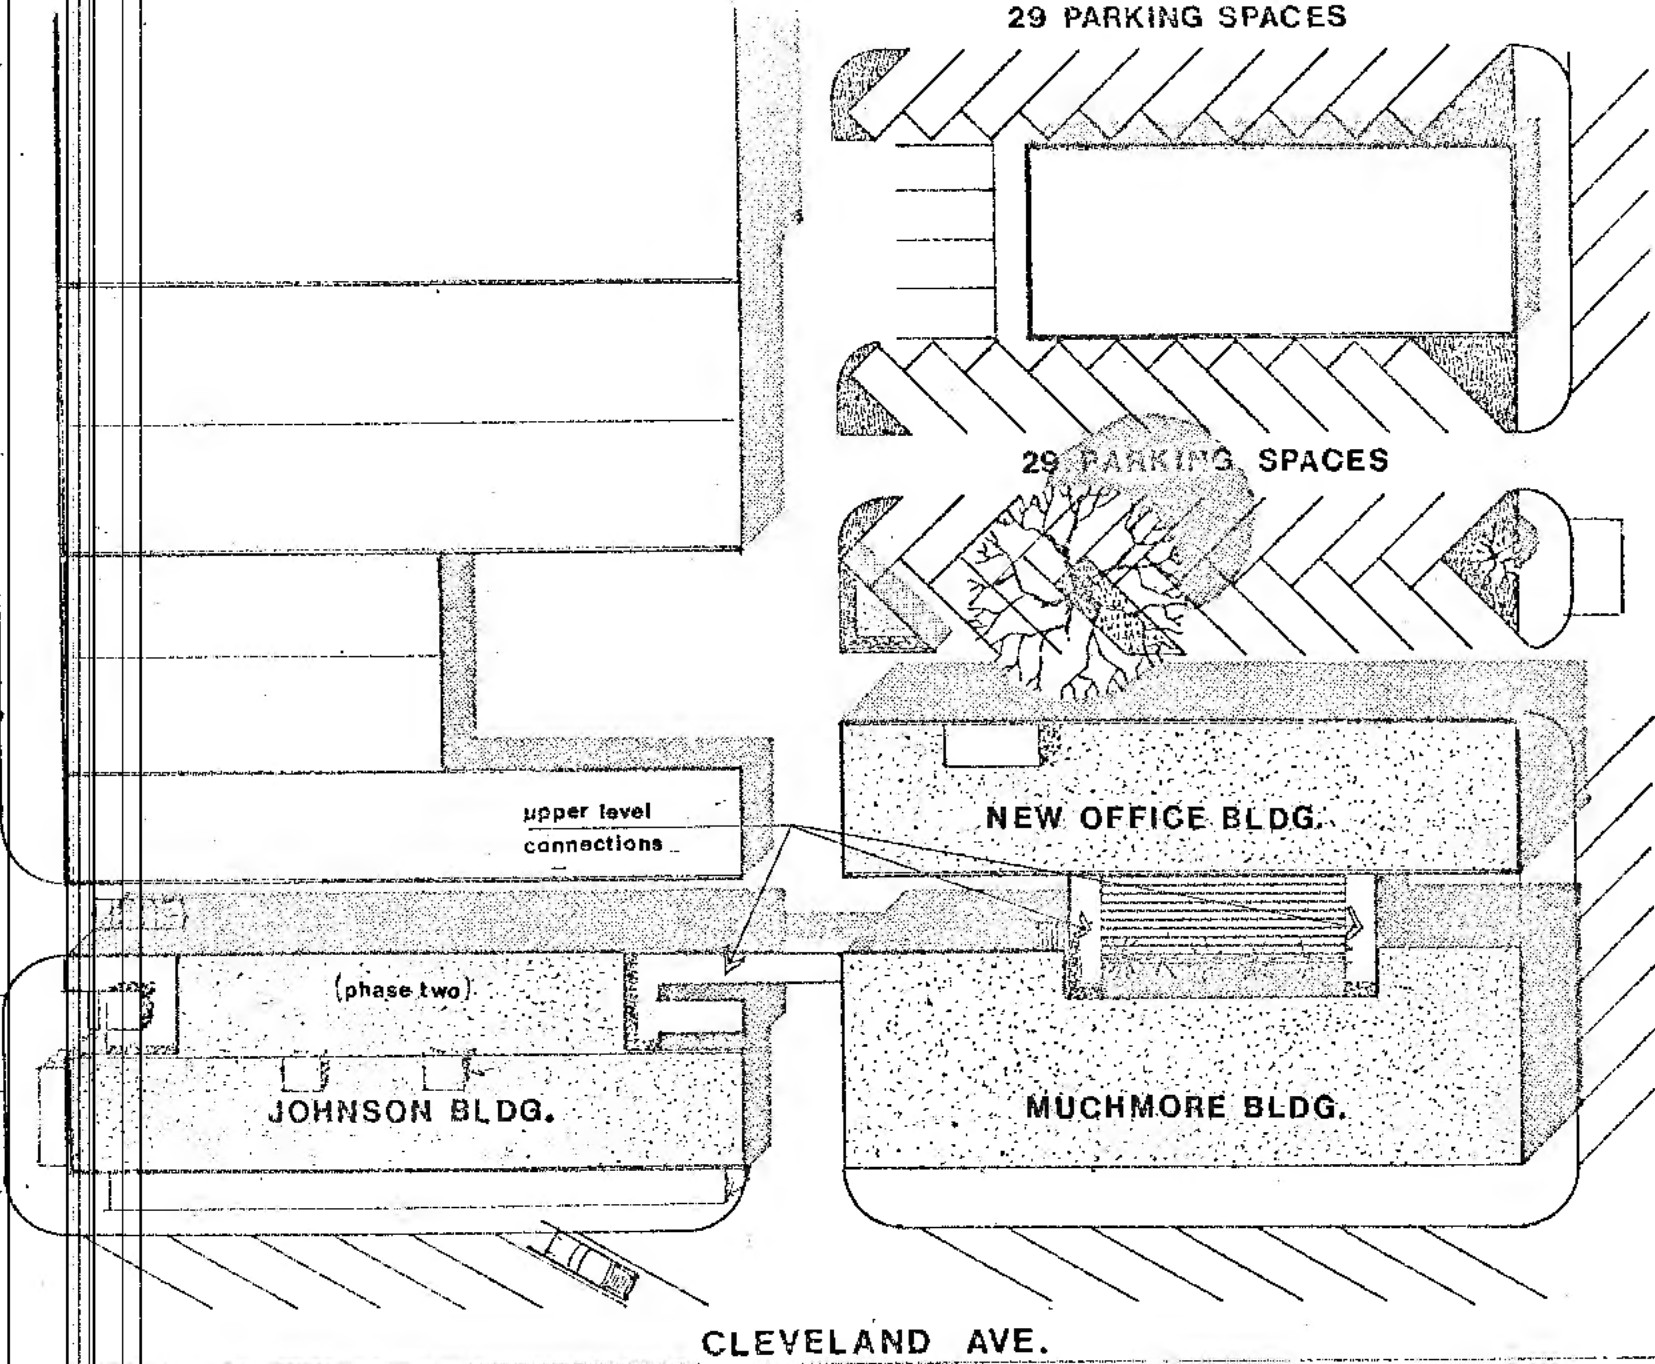 29 PARKING SPACES
29 PARKING SPACES
upper level
connections
NEW OFFICE BLDG.
(phase two)
JOHNSON BLDG.
MUCHMORE BLDG.
CLEVELAND AVE.